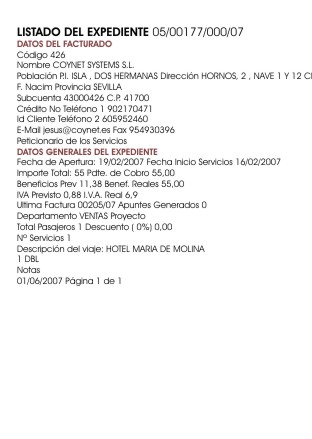 LISTADO DEL EXPEDIENTE 05/00177/000/07
DATOS DEL FACTURADO
Código 426
Nombre COYNET SYSTEMS S.L.
Población P.I. ISLA , DOS HERMANAS Dirección HORNOS, 2 , NAVE 1 Y 12 CI
F. Nacim Provincia SEVILLA
Subcuenta 43000426 C.P. 41700
Crédito No Teléfono 1 902170471
Id Cliente Teléfono 2 605952460
E-Mail jesus@coynet.es Fax 954930396
Peticionario de los Servicios
DATOS GENERALES DEL EXPEDIENTE
Fecha de Apertura: 19/02/2007 Fecha Inicio Servicios 16/02/2007
Importe Total: 55 Pdte. de Cobro 55,00
Beneficios Prev 11,38 Benef. Reales 55,00
IVA Previsto 0,88 I.V.A. Real 6,9
Ultima Factura 00205/07 Apuntes Generados 0
Departamento VENTAS Proyecto
Total Pasajeros 1 Descuento ( 0%) 0,00
Nº Servicios 1
Descripción del viaje: HOTEL MARIA DE MOLINA
1 DBL
Notas
01/06/2007 Página 1 de 1